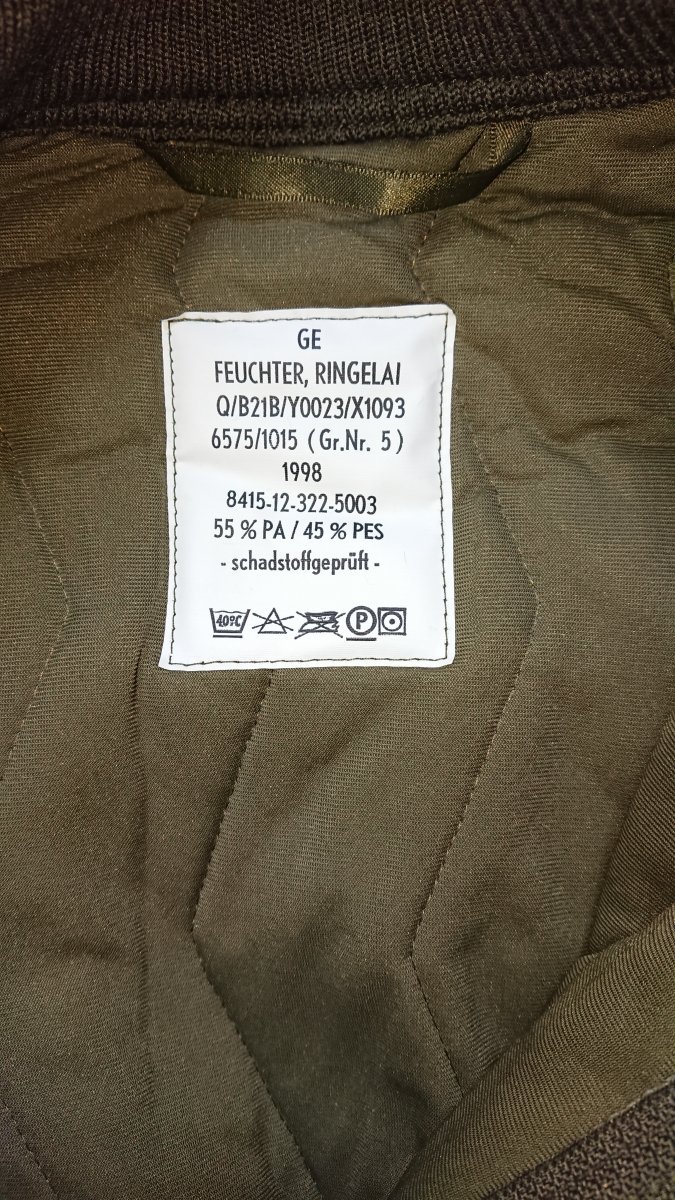 GE
FEUCHTER, RINGELAI
Q/B21B/Y0023/X1093
6575/1015 (Gr.Nr. 5)
1998
8415-12-322-5003
55 % PA / 45 % PES
- schadstoffgeprüft -
40°C P